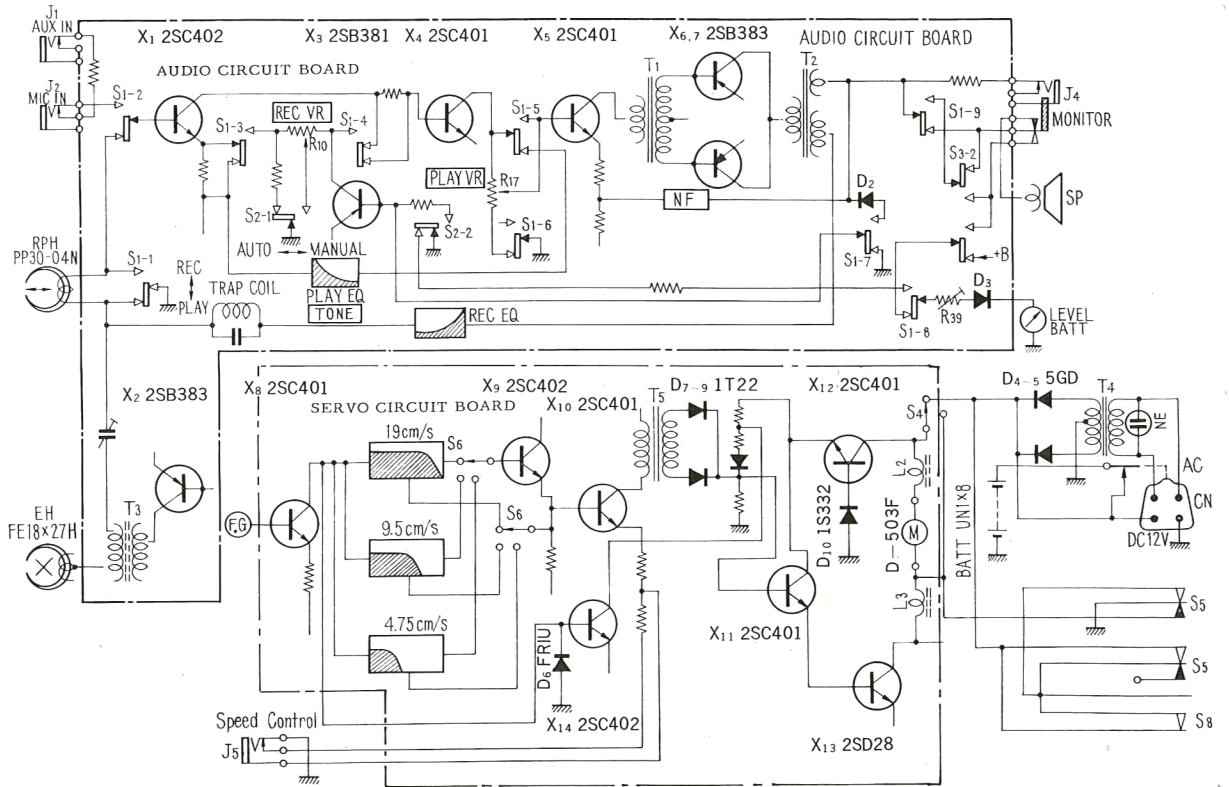 J1
AUX IN
X1 2SC402
X3 2SB381
X4 2SC401
X5 2SC401
X6,7 2SB383
AUDIO CIRCUIT BOARD
AUDIO CIRCUIT BOARD
T1
T2
J2
MIC IN
S1-2
REC VR
S1-3
R10
S1-4
S1-5
S1-9
J4
MONITOR
S3-2
PLAY VR
R17
NF
D2
SP
S2-1
S2-2
S1-6
S1-7
+B
AUTO
MANUAL
RPH
PP30-04N
S1-1
REC
PLAY
TRAP COIL
PLAY EQ
TONE
REC EQ
S1-8
R39
D3
LEVEL
BATT
X2 2SB383
X8 2SC401
X9 2SC402
X10 2SC401
T5
D7~9 1T22
X12 2SC401
D4~5 5GD
T4
SERVO CIRCUIT BOARD
19cm/s
S6
S4
L2
NE
AC
CN
DC12V
EH
FE18×27H
T3
F.G
9.5cm/s
S6
D10 1S332
M
D-503F
BATT UN1×8
L3
4.75cm/s
X11 2SC401
S5
D6 FR1U
S5
X14 2SC402
X13 2SD28
S8
Speed Control
J5